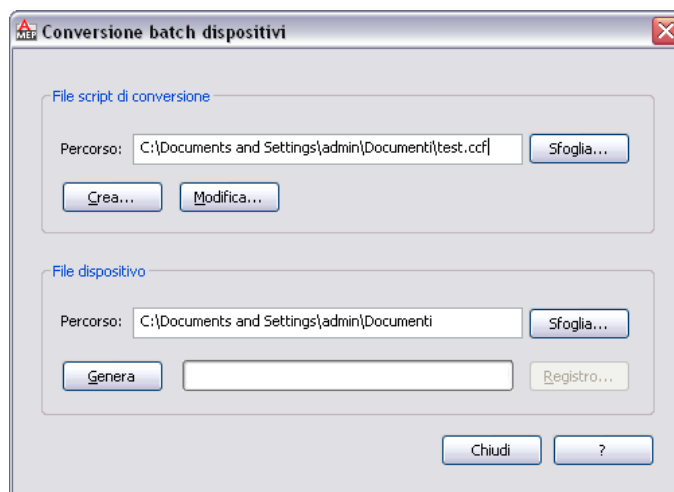 A
MEP
Conversione batch dispositivi
File script di conversione
Percorso: C:\Documents and Settings\admin\Documenti\test.ccf Sfoglia...
Crea... Modifica...
File dispositivo
Percorso: C:\Documents and Settings\admin\Documenti Sfoglia...
Genera Registro...
Chiudi ?